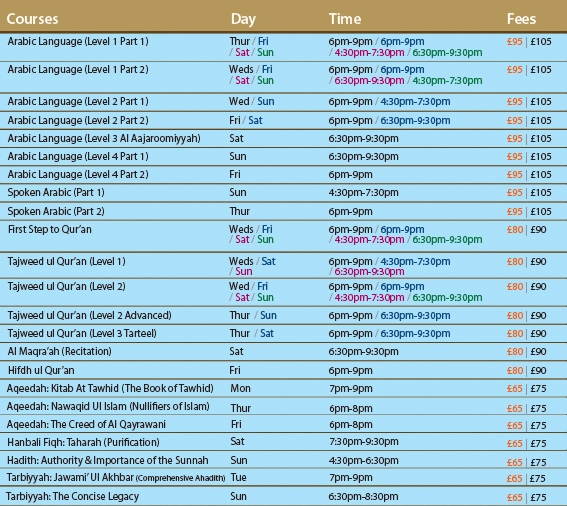 Courses Day Time Fees
Arabic Language (Level 1 Part 1) Thur / Fri 6pm-9pm / 6pm-9pm £95 | £105
/ Sat / Sun / 4:30pm-7:30pm / 6:30pm-9:30pm
Arabic Language (Level 1 Part 2) Weds / Fri 6pm-9pm / 6pm-9pm £95 | £105
/ Sat / Sun / 6:30pm-9:30pm / 4:30pm-7:30pm
Arabic Language (Level 2 Part 1) Wed / Sun 6pm-9pm / 4:30pm-7:30pm £95 | £105
Arabic Language (Level 2 Part 2) Fri / Sat 6pm-9pm / 6:30pm-9:30pm £95 | £105
Arabic Language (Level 3 Al Aajaroomiyyah) Sat 6:30pm-9:30pm £95 | £105
Arabic Language (Level 4 Part 1) Sun 6:30pm-9:30pm £95 | £105
Arabic Language (Level 4 Part 2) Fri 6pm-9pm £95 | £105
Spoken Arabic (Part 1) Sun 4:30pm-7:30pm £95 | £105
Spoken Arabic (Part 2) Thur 6pm-9pm £95 | £105
First Step to Qur'an Weds / Fri 6pm-9pm / 6pm-9pm £80 | £90
/ Sat / Sun / 4:30pm-7:30pm / 6:30pm-9:30pm
Tajweed ul Qur'an (Level 1) Weds / Sat 6pm-9pm / 4:30pm-7:30pm £80 | £90
/ Sun / 6:30pm-9:30pm
Tajweed ul Qur'an (Level 2) Wed / Fri 6pm-9pm / 6pm-9pm £80 | £90
/ Sat / Sun / 4:30pm-7:30pm / 6:30pm-9:30pm
Tajweed ul Qur'an (Level 2 Advanced) Thur / Sun 6pm-9pm / 6:30pm-9:30pm £80 | £90
Tajweed ul Qur'an (Level 3 Tarteel) Thur / Sat 6pm-9pm / 6:30pm-9:30pm £80 | £90
Al Maqra'ah (Recitation) Sat 6:30pm-9:30pm £80 | £90
Hifdh ul Qur'an Fri 6pm-9pm £80 | £90
Aqeedah: Kitab At Tawhid (The Book of Tawhid) Mon 7pm-9pm £65 | £75
Aqeedah: Nawaqid Ul Islam (Nullifiers of Islam) Thur 6pm-8pm £65 | £75
Aqeedah: The Creed of Al Qayrawani Fri 6pm-8pm £65 | £75
Hanbali Fiqh: Taharah (Purification) Sat 7:30pm-9:30pm £65 | £75
Hadith: Authority & Importance of the Sunnah Sun 4:30pm-6:30pm £65 | £75
Tarbiyyah: Jawami' Ul Akhbar (Comprehensive Ahadith) Tue 7pm-9pm £65 | £75
Tarbiyyah: The Concise Legacy Sun 6:30pm-8:30pm £65 | £75